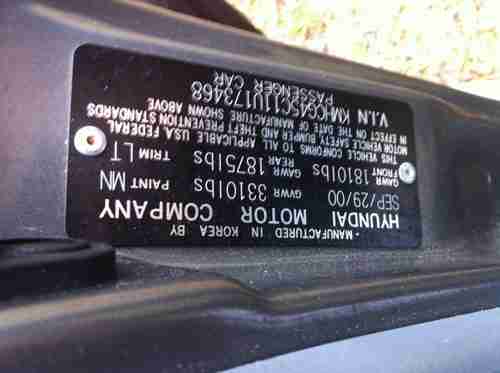 • MANUFACTURED IN KOREA BY
HYUNDAI MOTOR COMPANY
SEP/29/00 GVWR 3310lbs PAINT MN
GAWR FRONT 1810lbs GAWR REAR 1875lbs TRIM LT
THIS VEHICLE CONFORMS TO ALL APPLICABLE U.S.A. FEDERAL
MOTOR VEHICLE SAFETY BUMPER AND THEFT PREVENTION STANDARDS
IN EFFECT ON THE DATE OF MANUFACTURE SHOWN ABOVE
V.I.N KMHCG45C11U173468
PASSENGER CAR